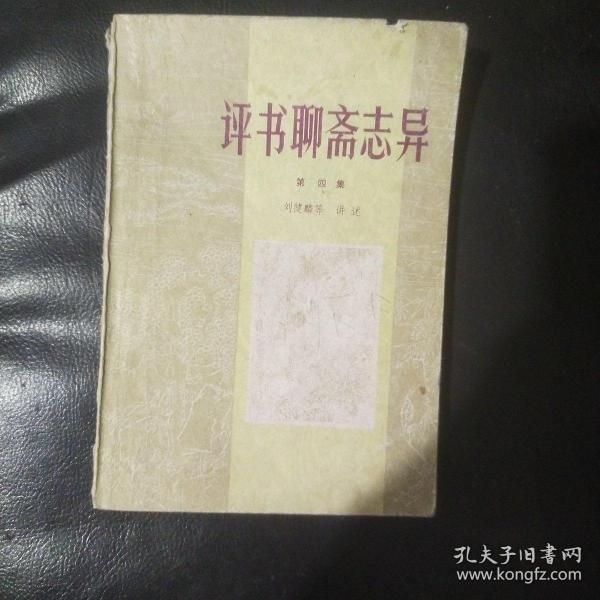 评书聊斋志异
第四集
刘健麟等 讲述
孔夫子旧书网
www.kongfz.com